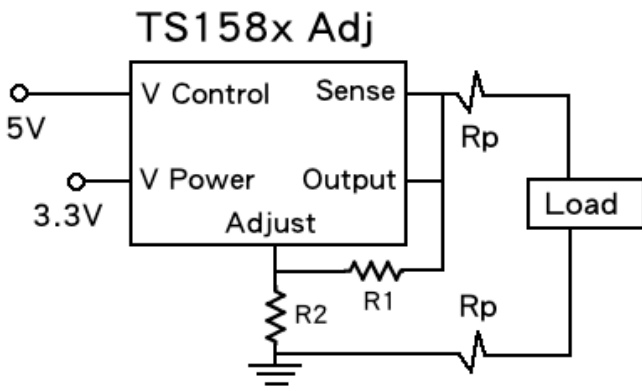 TS158x Adj
V Control
Sense
5V
Rp
V Power
Output
3.3V
Load
Adjust
R1
R2
Rp